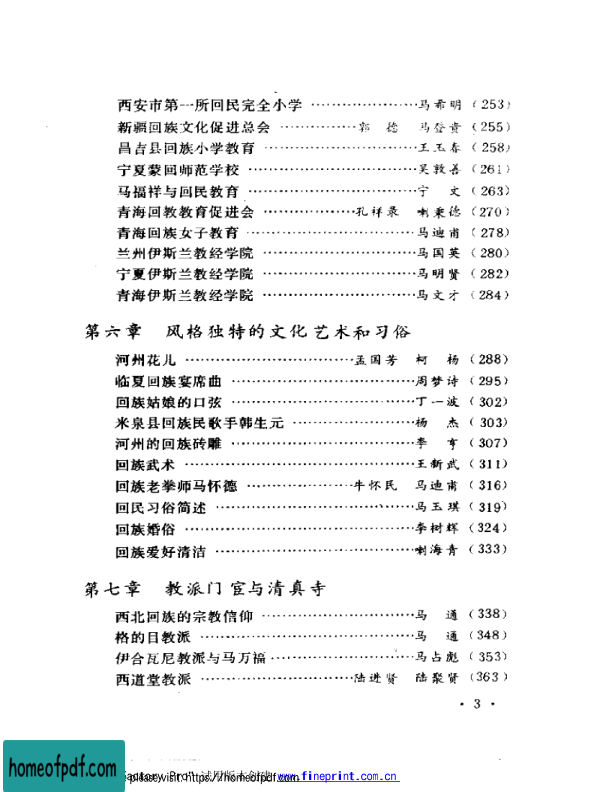 西安市第一所回民完全小学 ………………马希明 (253)
新疆回族文化促进总会 …………郭 德 马登贵 (255)
昌吉县回族小学教育 ……………………王玉春 (258)
宁夏蒙回师范学校 ………………………吴敦善 (261)
马福祥与回民教育 ………………………宁 文 (263)
青海回教教育促进会 ……………孔祥录 喇秉德 (270)
青海回族女子教育 ………………………马迪甫 (278)
兰州伊斯兰教经学院 ……………………马国英 (280)
宁夏伊斯兰教经学院 ……………………马明贤 (282)
青海伊斯兰教经学院 ……………………马文才 (284)
第六章 风格独特的文化艺术和习俗
河州花儿 …………………………孟国芳 柯 杨 (288)
临夏回族宴席曲 …………………………周梦诗 (295)
回族姑娘的口弦 …………………………丁一波 (302)
米泉县回族民歌手韩生元 ………………杨 杰 (303)
河州的回族砖雕 …………………………李 亨 (307)
回族武术 …………………………………王新武 (311)
回族老拳师马怀德 ………………牛怀民 马迪甫 (316)
回民习俗简述 ……………………………马玉琪 (319)
回族婚俗 …………………………………李树辉 (324)
回族爱好清洁 ……………………………喇海青 (333)
第七章 教派门宦与清真寺
西北回族的宗教信仰 ……………………马 通 (338)
格的目教派 ………………………………马 通 (348)
伊合瓦尼教派与马万福 …………………马占彪 (353)
西道堂教派 ………………………陆进贤 陆聚贤 (363)
· 3 ·
homeofpdf.com
please visit: https://homeofpdf.com
www.fineprint.com.cn